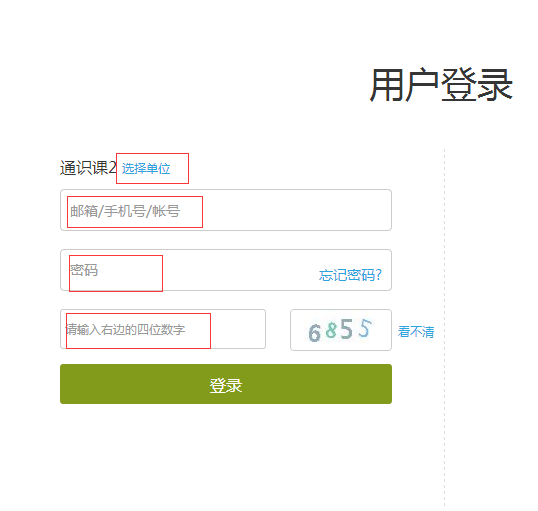 用户登录
通识课2 选择单位
邮箱/手机号/帐号
密码 忘记密码?
请输入右边的四位数字 6855 看不清
登录